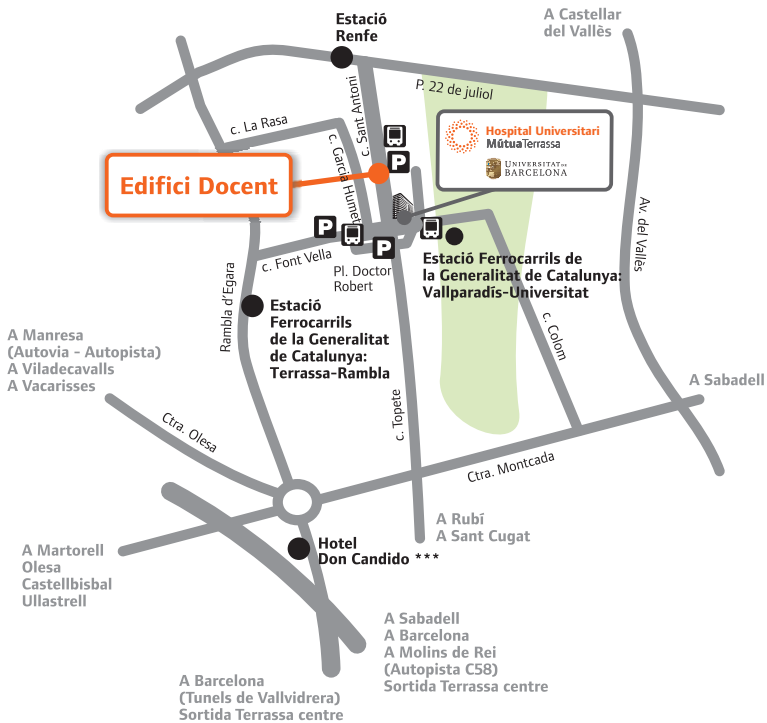 A Castellar
del Vallès
Estació
Renfe
P. 22 de juliol
c. Sant Antoni
c. La Rasa
c. Garcia Humet
Hospital Universitari
MútuaTerrassa
UNIVERSITAT DE
BARCELONA
Edifici Docent
Av. del Vallès
c. Font Vella
Pl. Doctor
Robert
P
P
P
Estació Ferrocarrils de
la Generalitat de Catalunya:
Vallparadís-Universitat
Rambla d'Egara
Estació
Ferrocarrils
de la Generalitat
de Catalunya:
Terrassa-Rambla
c. Colom
A Manresa
(Autovia - Autopista)
A Viladecavalls
A Vacarisses
A Sabadell
c. Topete
Ctra. Olesa
Ctra. Montcada
A Rubí
A Sant Cugat
Hotel
Don Candido ***
A Martorell
Olesa
Castellbisbal
Ullastrell
A Sabadell
A Barcelona
A Molins de Rei
(Autopista C58)
Sortida Terrassa centre
A Barcelona
(Tunels de Vallvidrera)
Sortida Terrassa centre